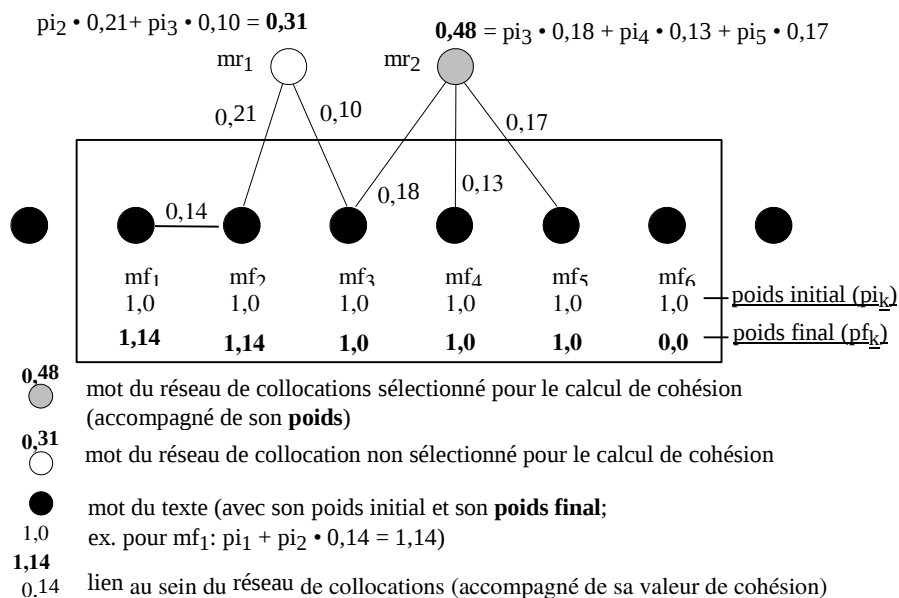 pi2 • 0,21+ pi3 • 0,10 = 0,31
0,48 = pi3 • 0,18 + pi4 • 0,13 + pi5 • 0,17
mr1 mr2
0,21 0,10 0,17
0,14 0,18 0,13
mf1 mf2 mf3 mf4 mf5 mf6
1,0 1,0 1,0 1,0 1,0 1,0 poids initial (pik)
1,14 1,14 1,0 1,0 1,0 0,0 poids final (pfk)
0,48 mot du réseau de collocations sélectionné pour le calcul de cohésion
(accompagné de son poids)
0,31 mot du réseau de collocation non sélectionné pour le calcul de cohésion
mot du texte (avec son poids initial et son poids final;
1,0 ex. pour mf1: pi1 + pi2 • 0,14 = 1,14)
1,14
0,14 lien au sein du réseau de collocations (accompagné de sa valeur de cohésion)